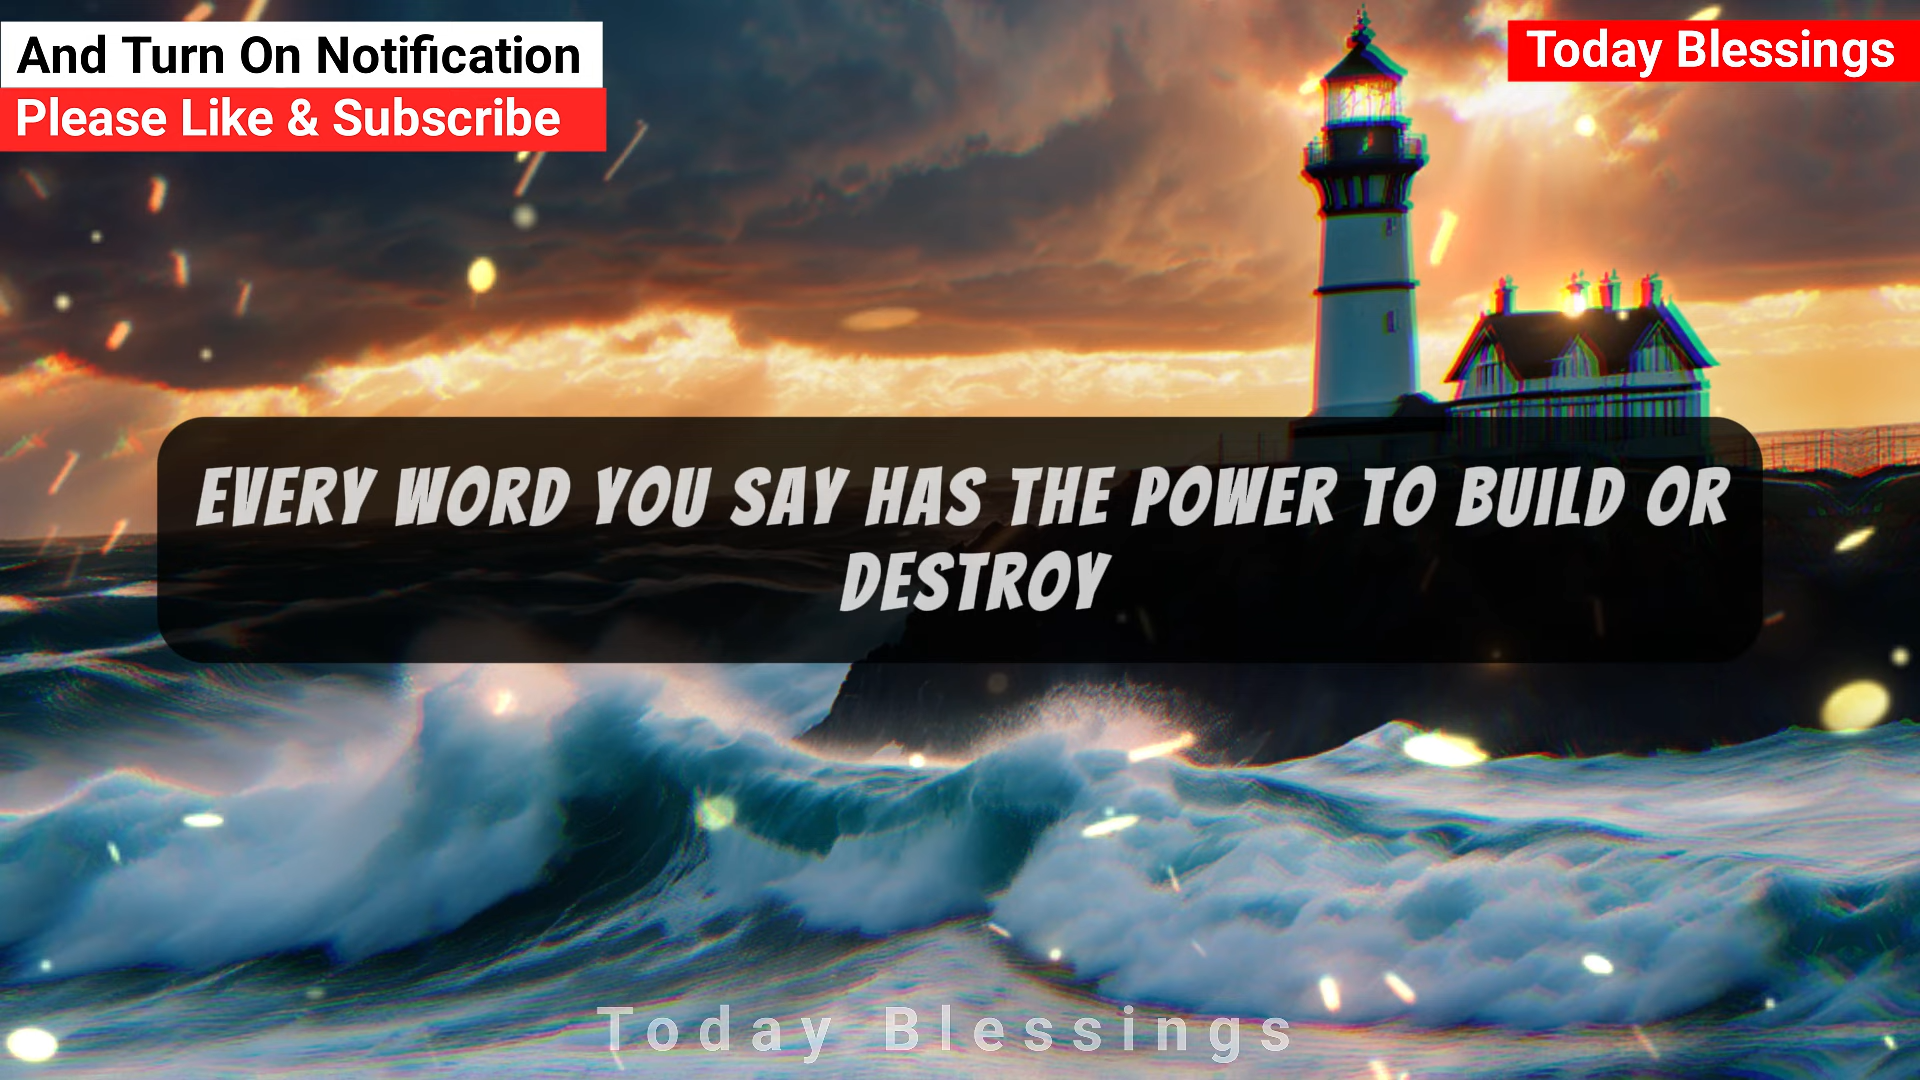 And Turn On Notification
Please Like & Subscribe
Today Blessings
EVERY WORD YOU SAY HAS THE POWER TO BUILD OR
DESTROY
Today Blessings